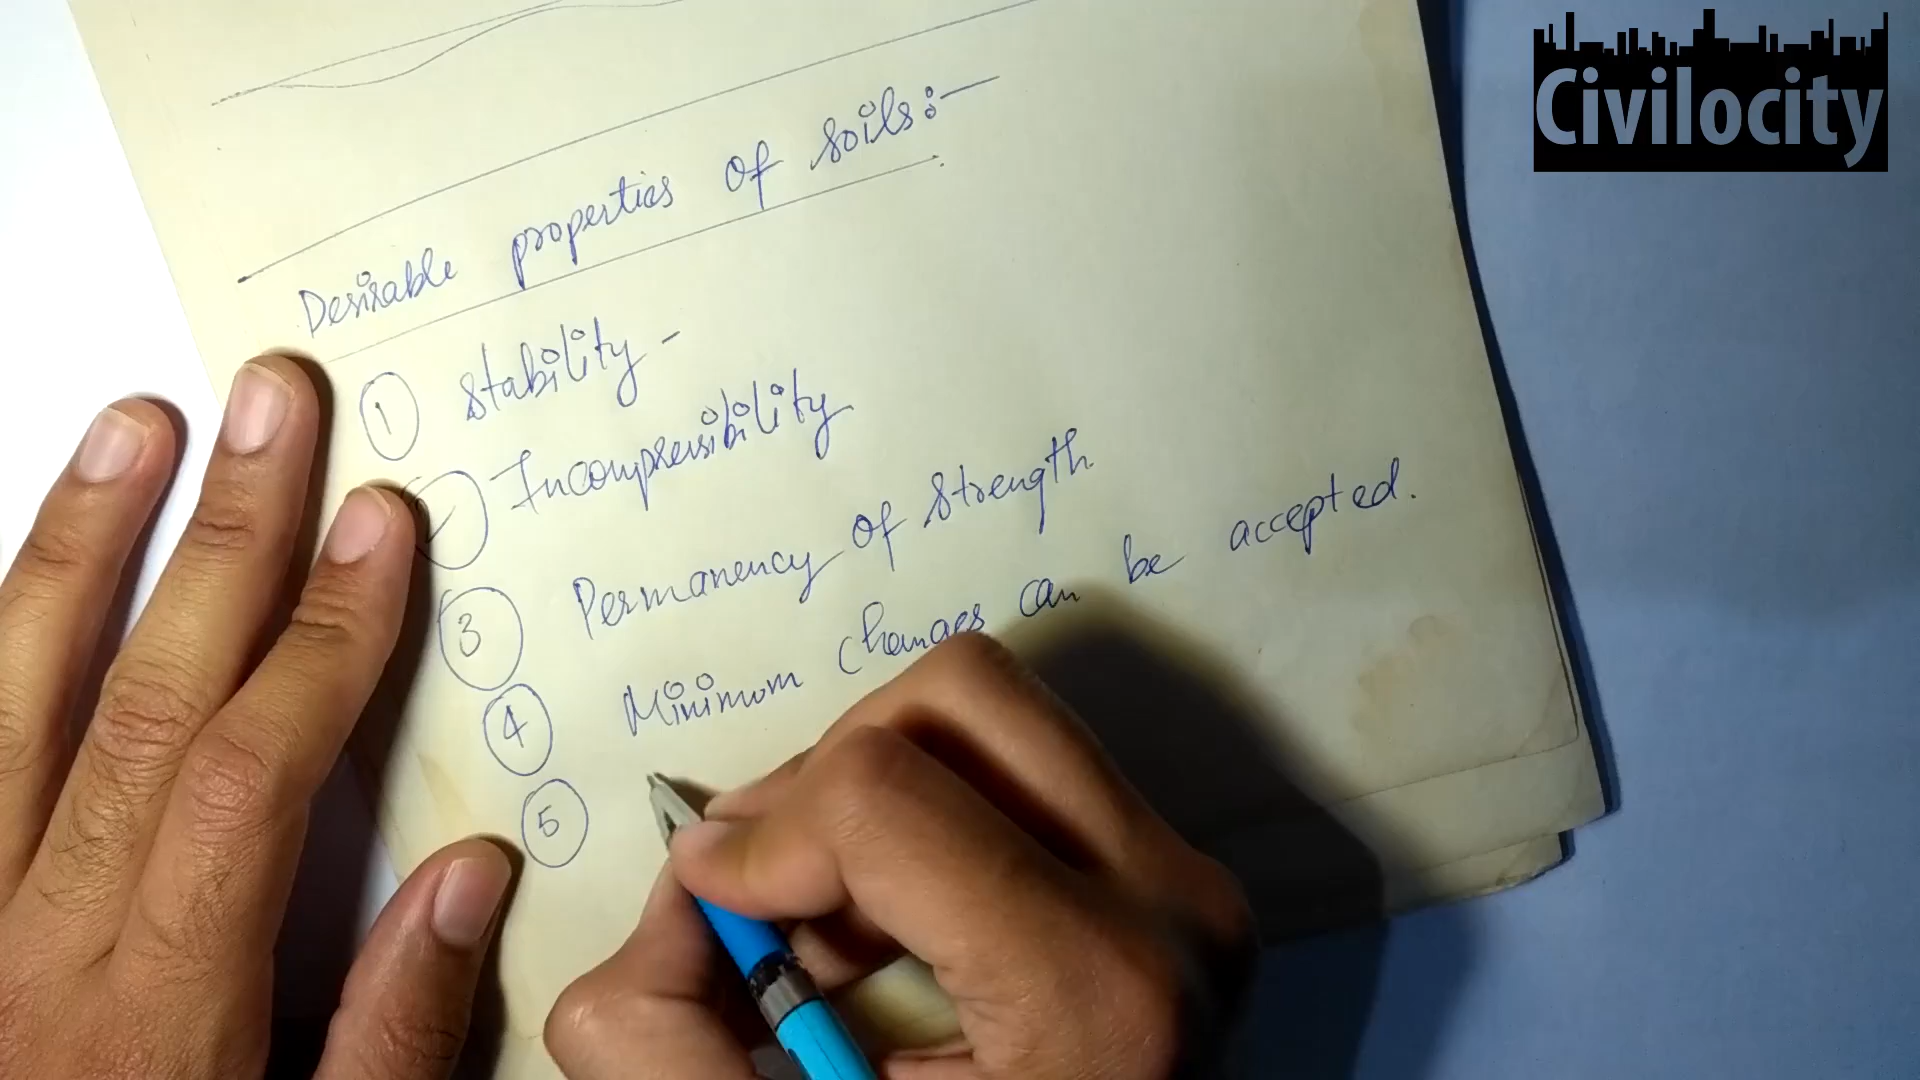 Civilocity
Desirable properties of soils:-
1 Stability -
2 Incompressibility
3 Permanency of strength
4 Minimum changes can be accepted.
5